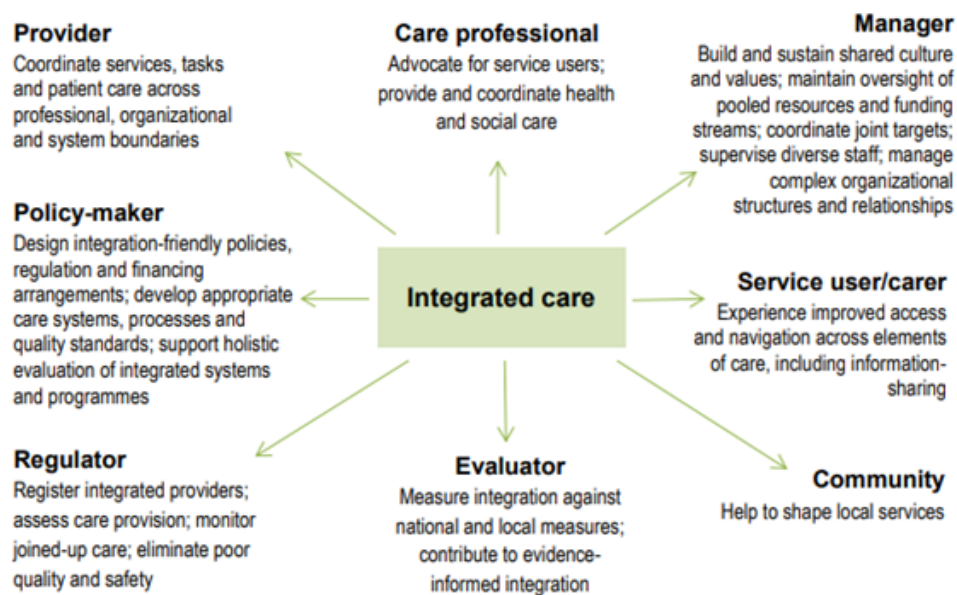 Provider
Coordinate services, tasks
and patient care across
professional, organizational
and system boundaries
Care professional
Advocate for service users;
provide and coordinate health
and social care
Manager
Build and sustain shared culture
and values; maintain oversight of
pooled resources and funding
streams; coordinate joint targets;
supervise diverse staff; manage
complex organizational
structures and relationships
Policy-maker
Design integration-friendly policies,
regulation and financing
arrangements; develop appropriate
care systems, processes and
quality standards; support holistic
evaluation of integrated systems
and programmes
Integrated care
Service user/carer
Experience improved access
and navigation across elements
of care, including information-
sharing
Regulator
Register integrated providers;
assess care provision; monitor
joined-up care; eliminate poor
quality and safety
Evaluator
Measure integration against
national and local measures;
contribute to evidence-
informed integration
Community
Help to shape local services